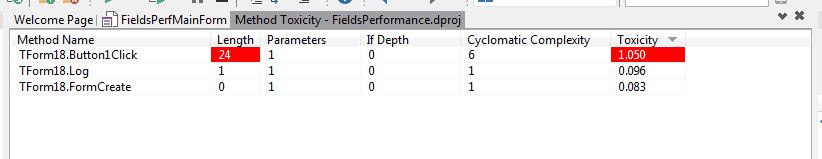 Welcome Page FieldsPerfMainForm Method Toxicity - FieldsPerformance.dproj
Method Name Length Parameters If Depth Cyclomatic Complexity Toxicity
TForm18.Button1Click 24 1 0 6 1.050
TForm18.Log 1 1 0 1 0.096
TForm18.FormCreate 0 1 0 1 0.083